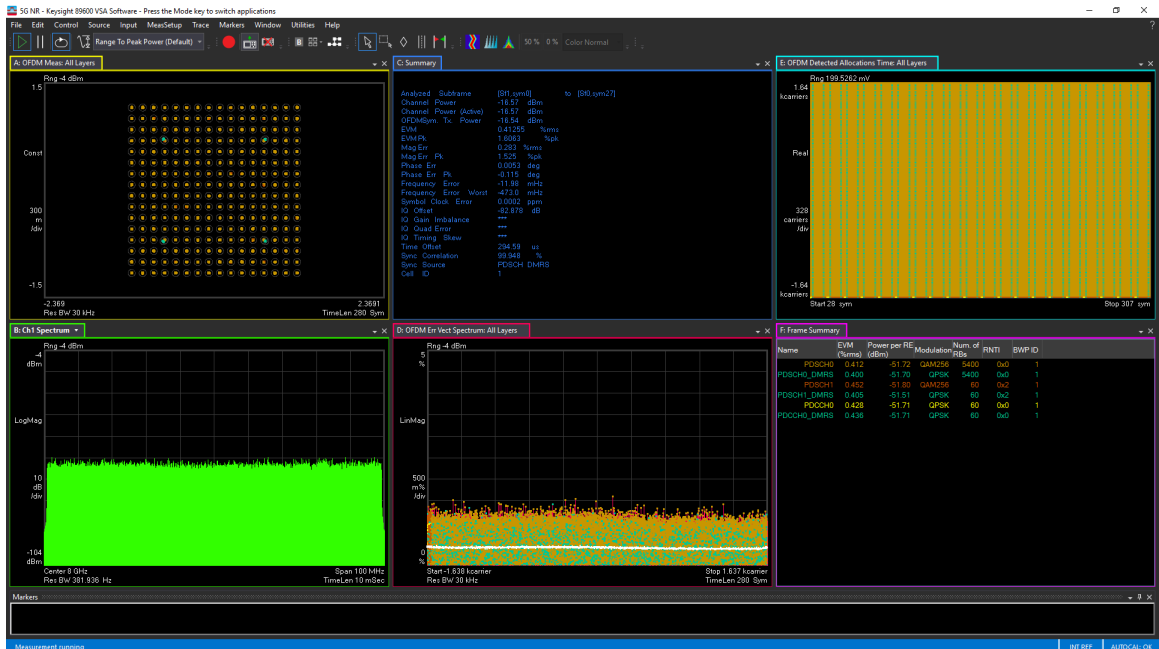 5G NR - Keysight 89600 VSA Software - Press the Mode key to switch applications
File Edit Control Source Input MeasSetup Trace Markers Window Utilities Help
Range To Peak Power (Default)
50 % 0 % Color Normal
A: OFDM Meas: All Layers
Rng -4 dBm
1.5
Const
300
m
/div
-1.5
-2.369 2.3691
Res BW 30 kHz TimeLen 280 Sym
C: Summary
Analyzed Subframe [Sf1,sym0] to [Sf0,sym27]
Channel Power -16.57 dBm
Channel Power (Active) -16.57 dBm
OFDMSym. Tx. Power -16.54 dBm
EVM 0.41255 %rms
EVM Pk 1.6063 %pk
Mag Err 0.283 %rms
Mag Err Pk 1.525 %pk
Phase Err 0.0053 deg
Phase Err Pk -0.115 deg
Frequency Error -11.98 mHz
Frequency Error Worst -473.0 mHz
Symbol Clock Error 0.0002 ppm
IQ Offset -82.878 dB
IQ Gain Imbalance ***
IQ Quad Error ***
IQ Timing Skew ***
Time Offset 294.59 us
Sync Correlation 99.948 %
Sync Source PDSCH DMRS
Cell ID 1
E: OFDM Detected Allocations Time: All Layers
Rng 199.5262 mV
1.64
kcarriers
Real
328
carriers
/div
-1.64
kcarriers
Start 28 sym Stop 307 sym
B: Ch1 Spectrum
Rng -4 dBm
-4
dBm
LogMag
10
dB
/div
-104
dBm
Center 8 GHz Span 100 MHz
Res BW 381.936 Hz TimeLen 10 mSec
D: OFDM Err Vect Spectrum: All Layers
Rng -4 dBm
5
%
LinMag
500
m%
/div
0
%
Start -1.638 kcarrier Stop 1.637 kcarrier
Res BW 30 kHz TimeLen 280 Sym
F: Frame Summary
Name EVM (%rms) Power per RE (dBm) Modulation Num. of RBs RNTI BWP ID
PDSCH0 0.412 -51.72 QAM256 5400 0x0 1
PDSCH0_DMRS 0.400 -51.70 QPSK 5400 0x0 1
PDSCH1 0.452 -51.80 QAM256 60 0x2 1
PDSCH1_DMRS 0.405 -51.51 QPSK 60 0x2 1
PDCCH0 0.428 -51.71 QPSK 60 0x0 1
PDCCH0_DMRS 0.436 -51.71 QPSK 60 0x0 1
Markers
Measurement running INT REF AUTOCAL: OK